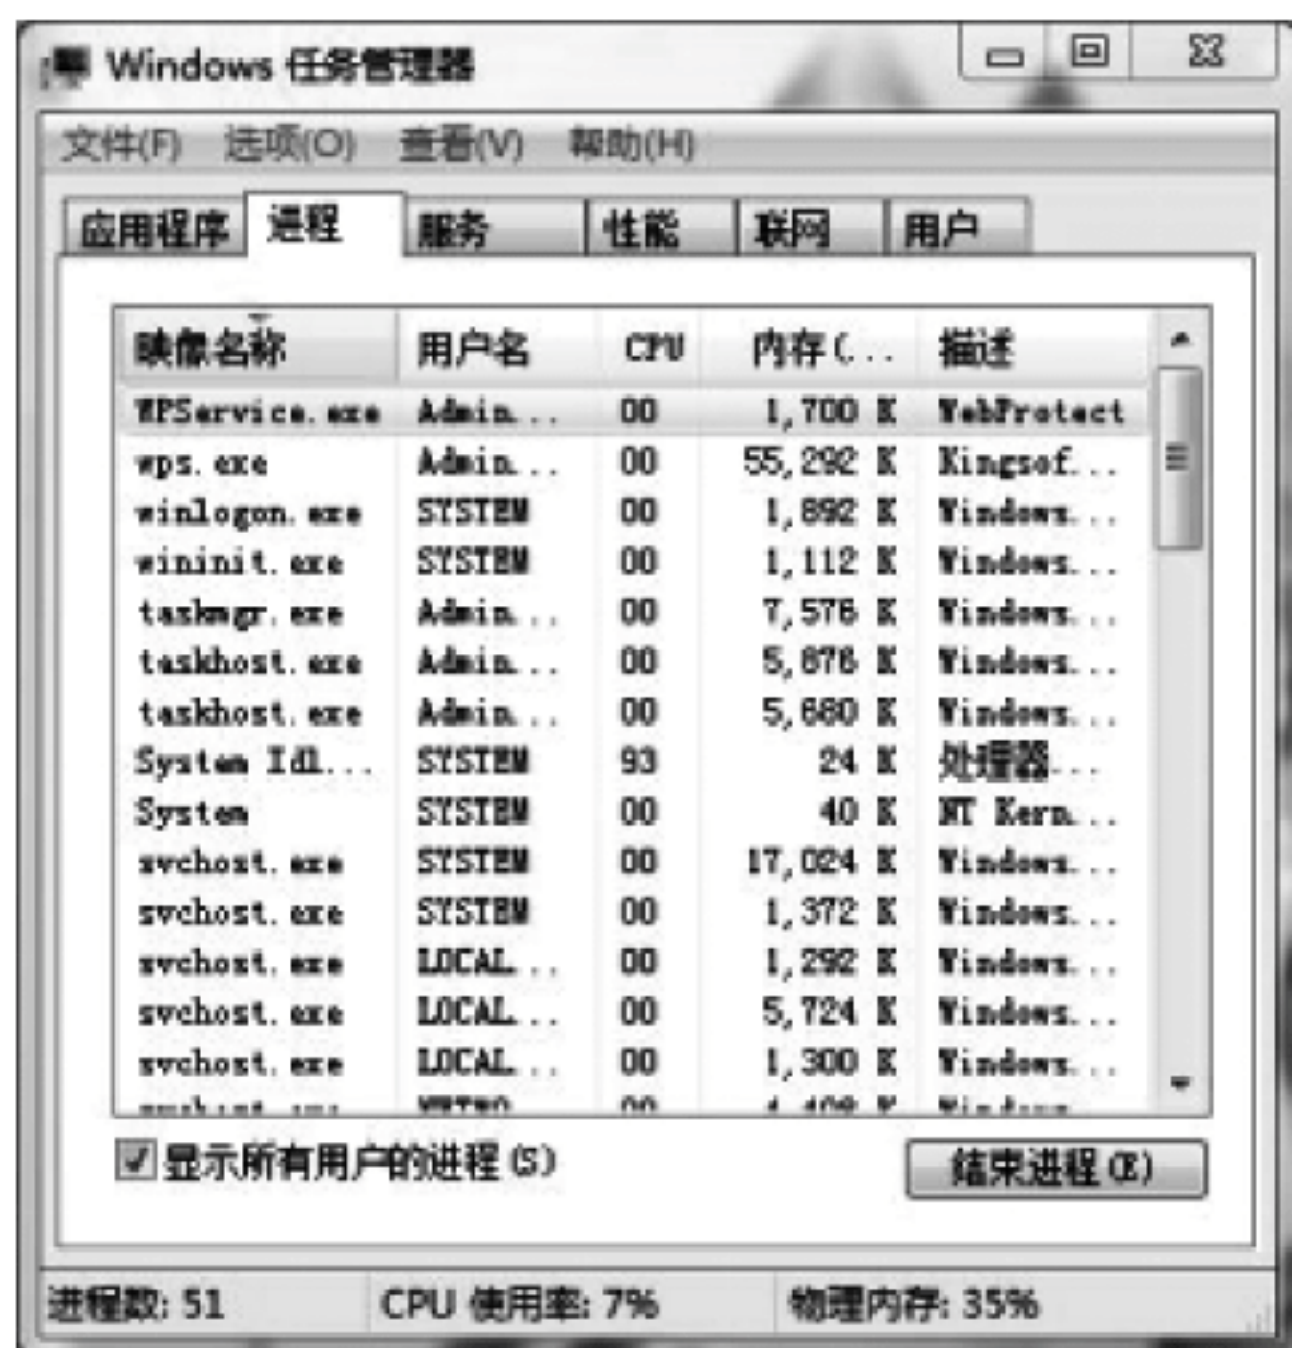 Windows 任务管理器
文件(F) 选项(O) 查看(V) 帮助(H)
应用程序 进程 服务 性能 联网 用户
映像名称 用户名 CPU 内存(... 描述
WPService.exe Admin... 00 1,700 K WebProtect
wps.exe Admin... 00 55,292 K Kingsof...
winlogon.exe SYSTEM 00 1,892 K Windows...
wininit.exe SYSTEM 00 1,112 K Windows...
taskmgr.exe Admin... 00 7,576 K Windows...
taskhost.exe Admin... 00 5,876 K Windows...
taskhost.exe Admin... 00 5,680 K Windows...
System Idl... SYSTEM 93 24 K 处理器...
System SYSTEM 00 40 K NT Kern...
svchost.exe SYSTEM 00 17,024 K Windows...
svchost.exe SYSTEM 00 1,372 K Windows...
svchost.exe LOCAL... 00 1,292 K Windows...
svchost.exe LOCAL... 00 5,724 K Windows...
svchost.exe LOCAL... 00 1,300 K Windows...
显示所有用户的进程(S) 结束进程(E)
进程数: 51 CPU 使用率: 7% 物理内存: 35%